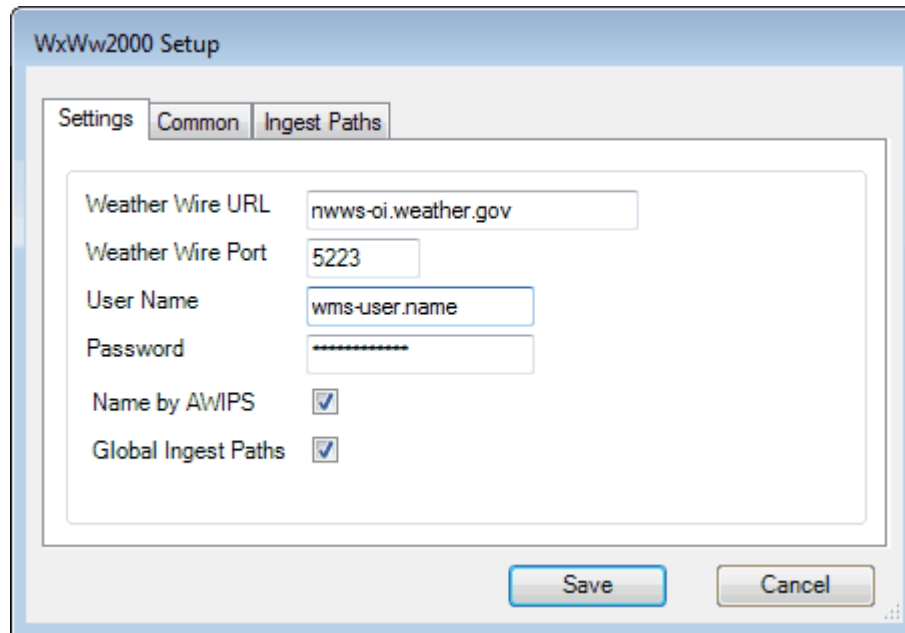 WxWw2000 Setup
Settings Common Ingest Paths
Weather Wire URL nwws-oi.weather.gov
Weather Wire Port 5223
User Name wms-user.name
Password ************
Name by AWIPS
Global Ingest Paths
Save Cancel